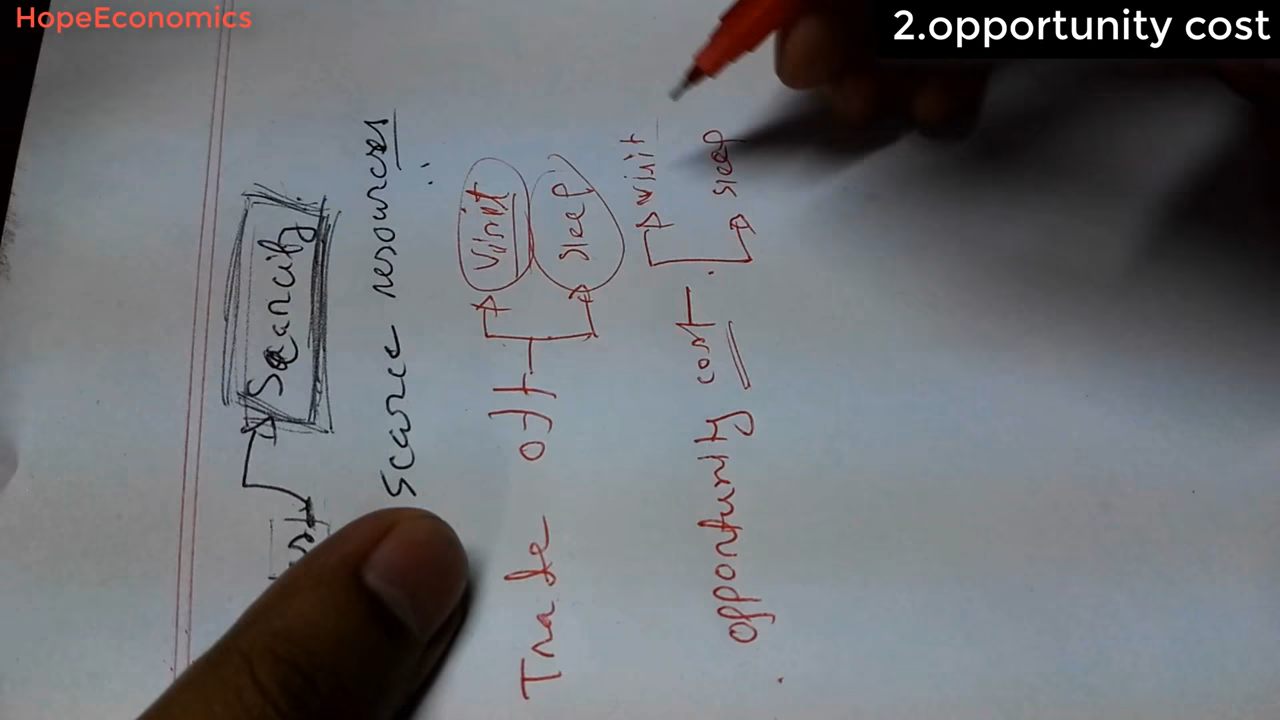 HopeEconomics
2.opportunity cost
Scarcity
Scarce resources
Trade off
visit
sleep
opportunity cost
visit
sleep